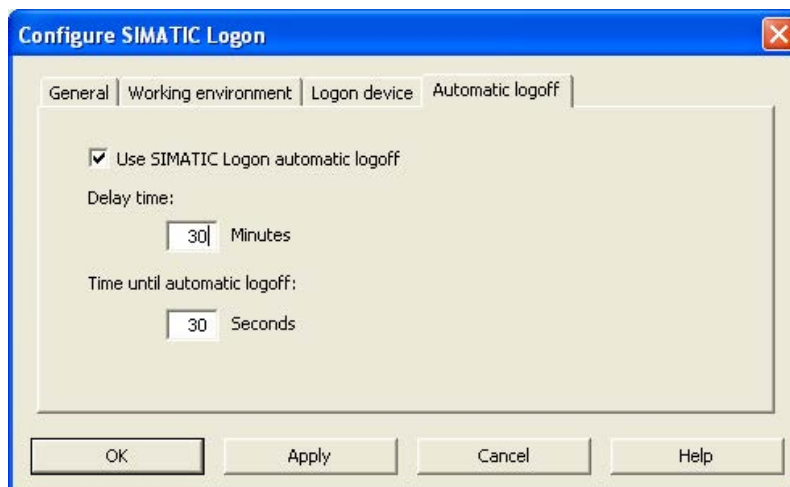 Configure SIMATIC Logon
General Working environment Logon device Automatic logoff
Use SIMATIC Logon automatic logoff
Delay time:
30 Minutes
Time until automatic logoff:
30 Seconds
OK Apply Cancel Help